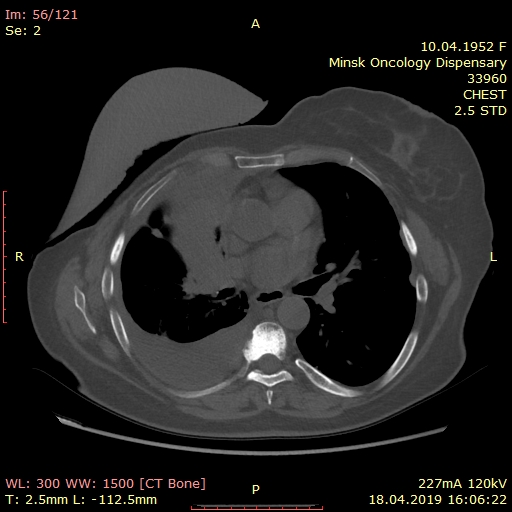 Im: 56/121
Se: 2
A
10.04.1952 F
Minsk Oncology Dispensary
33960
CHEST
2.5 STD
R
L
WL: 300 WW: 1500 [CT Bone]
T: 2.5mm L: -112.5mm
P
227mA 120kV
18.04.2019 16:06:22